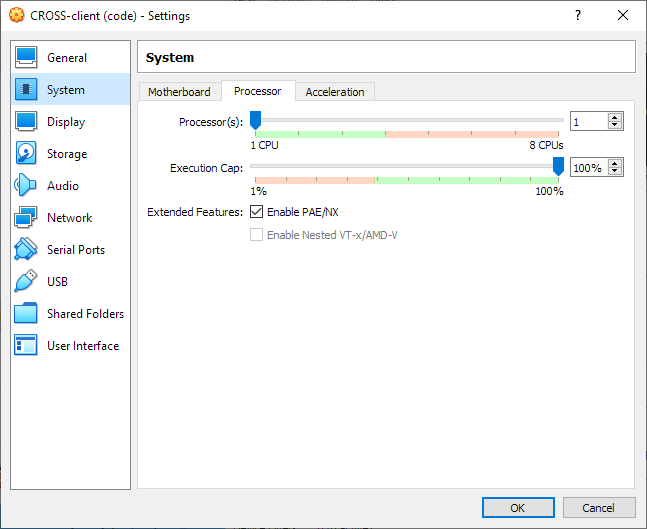 CROSS-client (code) - Settings
?
General
System
Display
Storage
Audio
Network
Serial Ports
USB
Shared Folders
User Interface
System
Motherboard
Processor
Acceleration
Processor(s):
1
1 CPU
8 CPUs
Execution Cap:
100%
1%
100%
Extended Features:
Enable PAE/NX
Enable Nested VT-x/AMD-V
OK
Cancel